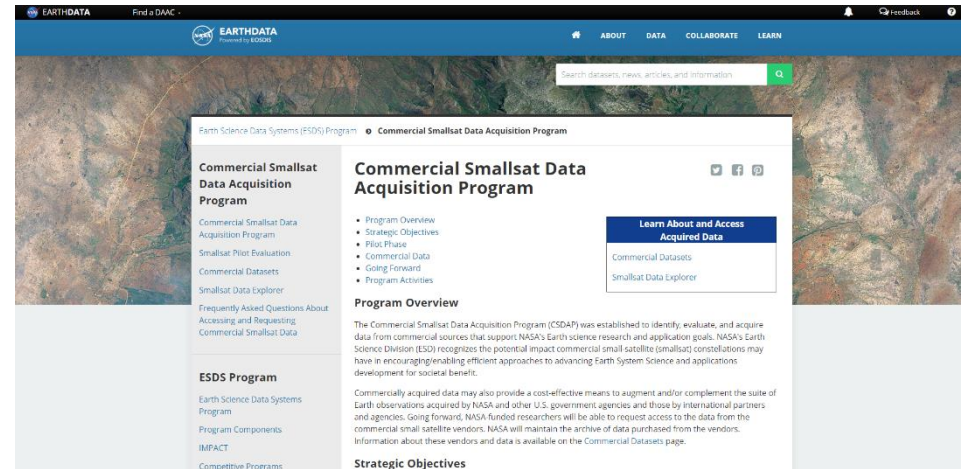 EARTHDATA Find a DAAC Feedback
NASA EARTHDATA
Powered by EOSDIS
ABOUT DATA COLLABORATE LEARN
Search datasets, news, articles, and information
Earth Science Data Systems (ESDS) Program Commercial Smallsat Data Acquisition Program
Commercial Smallsat
Data Acquisition
Program
Commercial Smallsat Data
Acquisition Program
Smallsat Pilot Evaluation
Commercial Datasets
Smallsat Data Explorer
Frequently Asked Questions About
Accessing and Requesting
Commercial Smallsat Data
ESDS Program
Earth Science Data Systems
Program
Program Components
IMPACT
Competitive Programs
Commercial Smallsat Data
Acquisition Program
• Program Overview
• Strategic Objectives
• Pilot Phase
• Commercial Data
• Going Forward
• Program Activities
Learn About and Access
Acquired Data
Commercial Datasets
Smallsat Data Explorer
Program Overview
The Commercial Smallsat Data Acquisition Program (CSDAP) was established to identify, evaluate, and acquire
data from commercial sources that support NASA's Earth science research and application goals. NASA's Earth
Science Division (ESD) recognizes the potential impact commercial small-satellite (smallsat) constellations may
have in encouraging/enabling efficient approaches to advancing Earth System Science and applications
development for societal benefit.
Commercially acquired data may also provide a cost-effective means to augment and/or complement the suite of
Earth observations acquired by NASA and other U.S. government agencies and those by international partners
and agencies. Going forward, NASA-funded researchers will be able to request access to the data from the
commercial small satellite vendors. NASA will maintain the archive of data purchased from the vendors.
Information about these vendors and data is available on the Commercial Datasets page.
Strategic Objectives